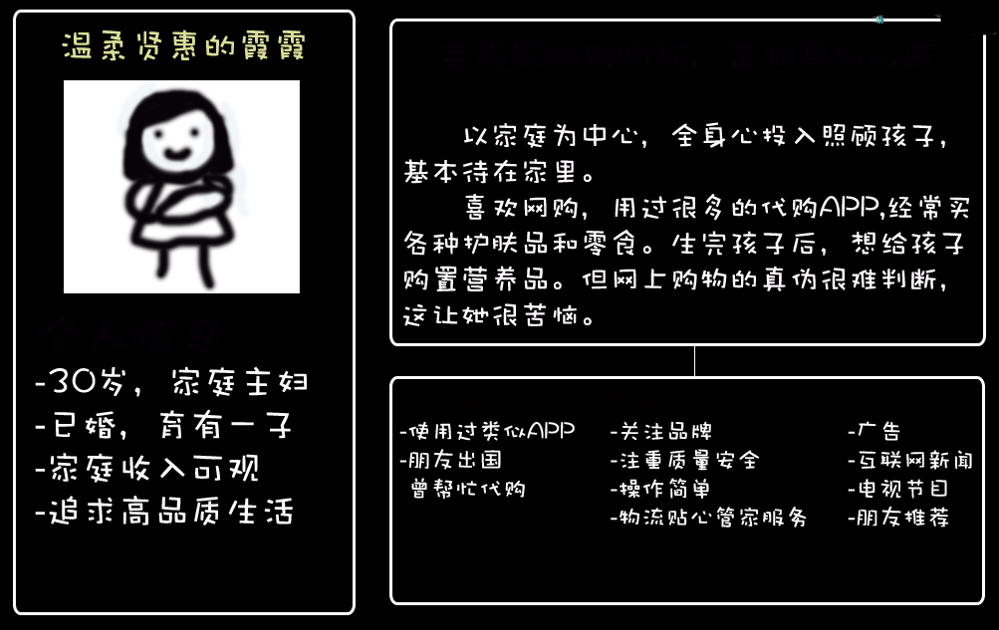 温柔贤惠的霞霞
个人信息
-30岁，家庭主妇
-已婚，育有一子
-家庭收入可观
-追求高品质生活
以家庭为中心，全身心投入照顾孩子，
基本待在家里。
喜欢网购，用过很多的代购APP,经常买
各种护肤品和零食。生完孩子后，想给孩子
购置营养品。但网上购物的真伪很难判断，
这让她很苦恼。
-使用过类似APP
-朋友出国
曾帮忙代购
-关注品牌
-注重质量安全
-操作简单
-物流贴心管家服务
-广告
-互联网新闻
-电视节目
-朋友推荐